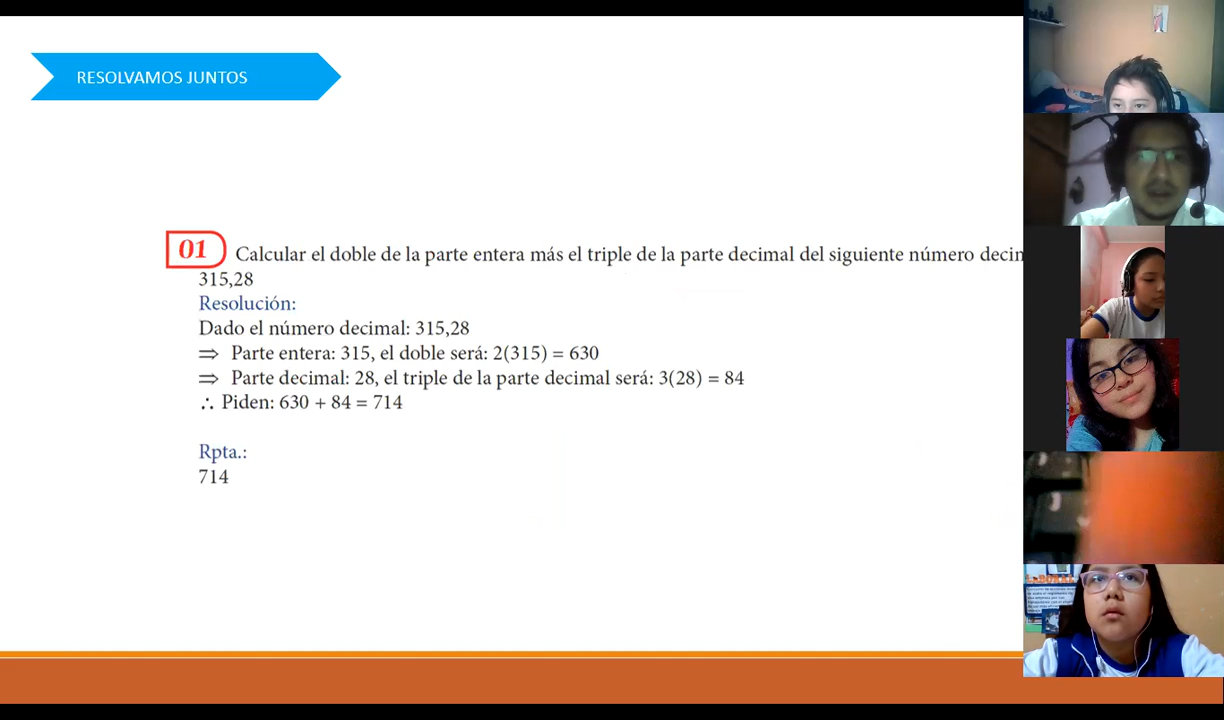 RESOLVAMOS JUNTOS
01 Calcular el doble de la parte entera más el triple de la parte decimal del siguiente número decim
315,28
Resolución:
Dado el número decimal: 315,28
⇒ Parte entera: 315, el doble será: 2(315) = 630
⇒ Parte decimal: 28, el triple de la parte decimal será: 3(28) = 84
∴ Piden: 630 + 84 = 714
Rpta.:
714